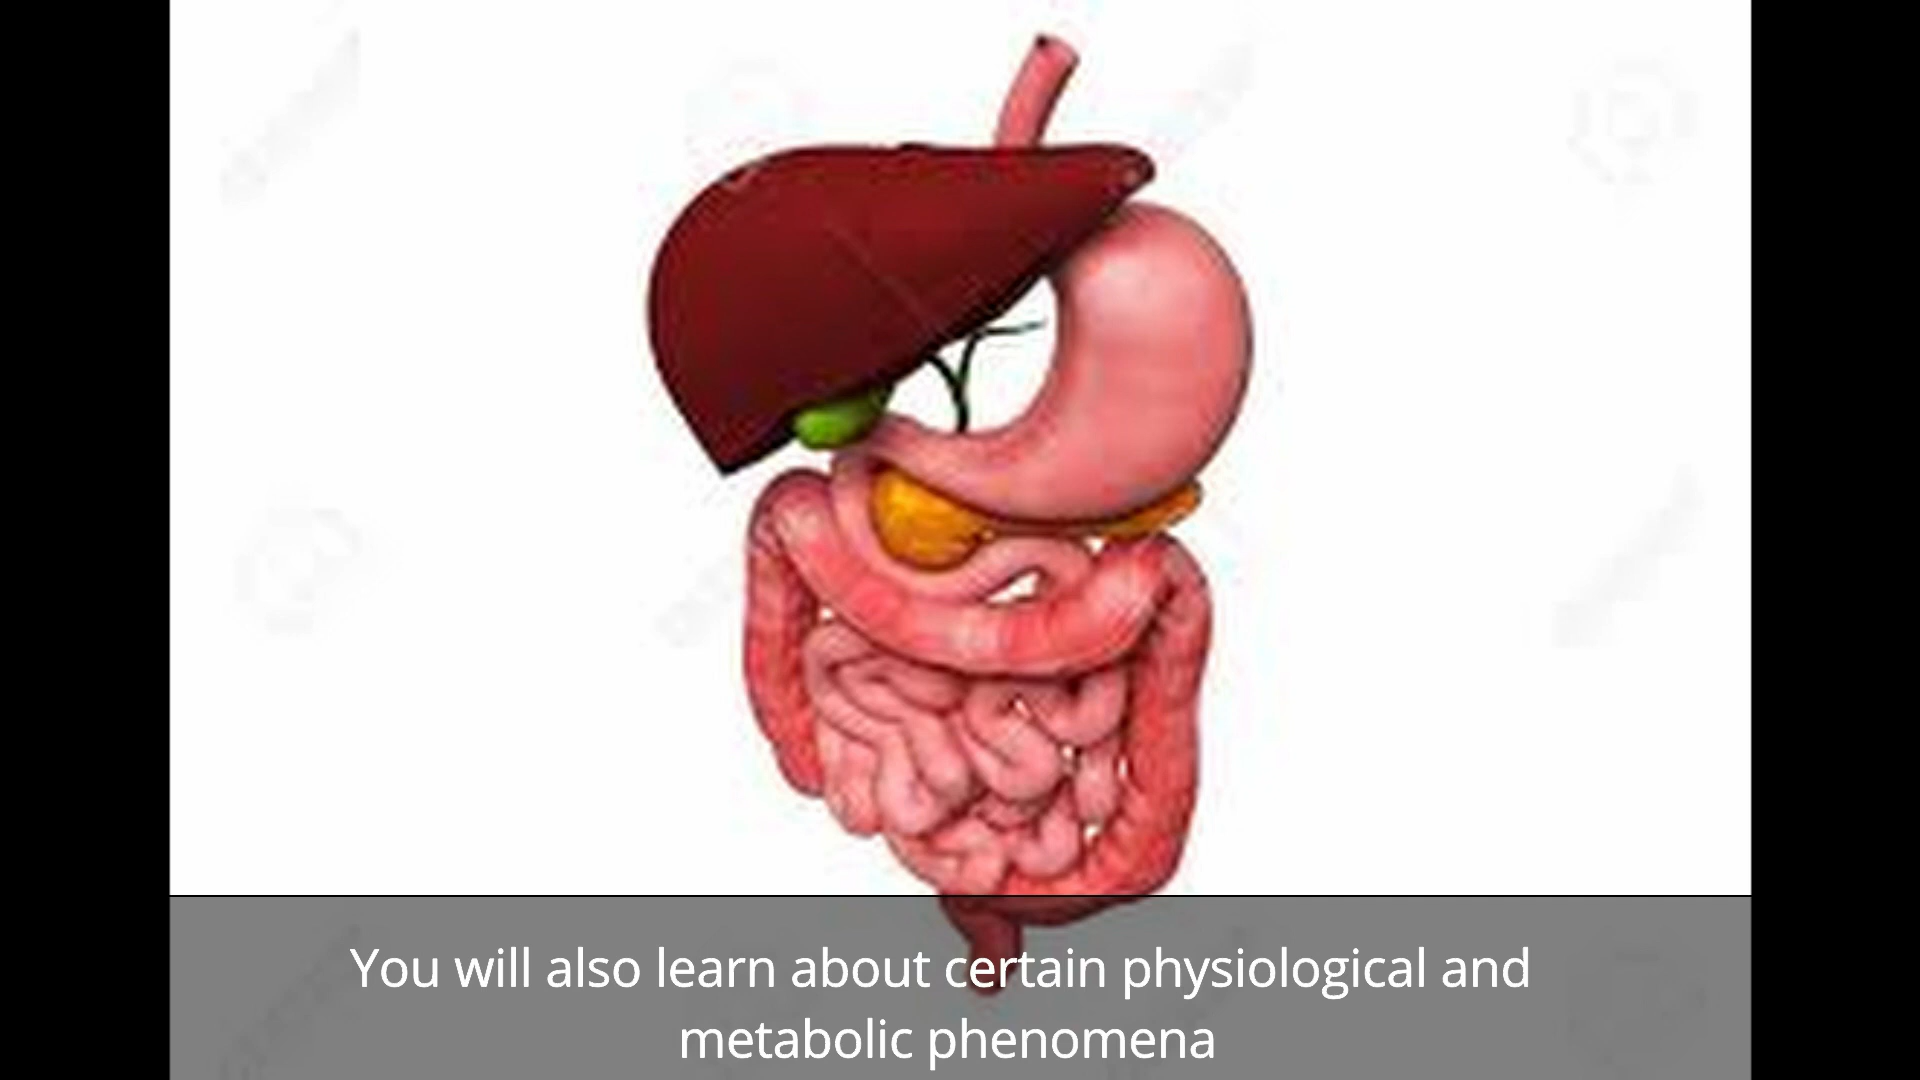 You will also learn about certain physiological and
metabolic phenomena